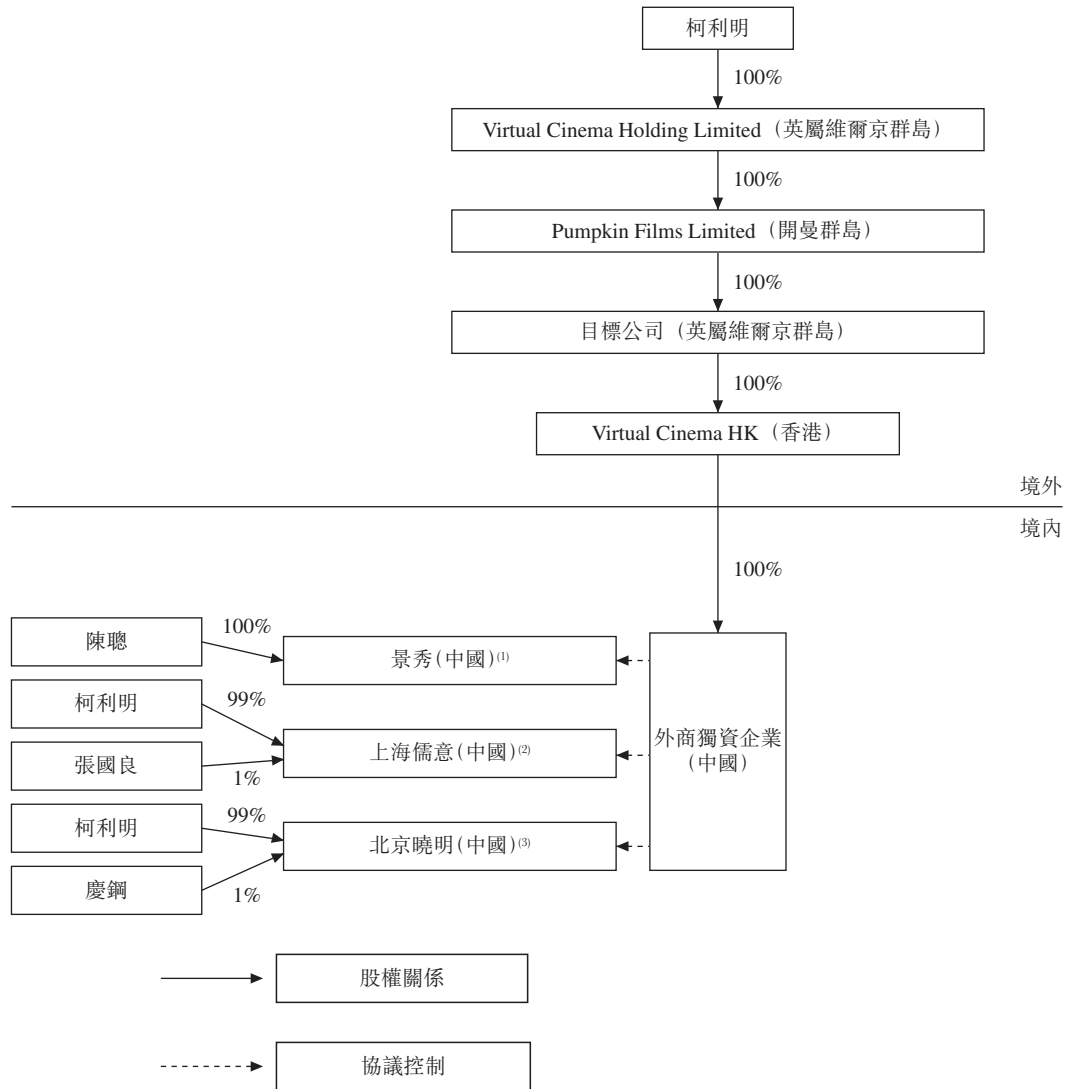 柯利明
100%
Virtual Cinema Holding Limited（英屬維爾京群島）
100%
Pumpkin Films Limited（開曼群島）
100%
目標公司（英屬維爾京群島）
100%
Virtual Cinema HK（香港）
境外
境內
100%
陳聰
100%
景秀(中國)(1)
柯利明
99%
上海儒意(中國)(2)
張國良
1%
柯利明
99%
北京曉明(中國)(3)
慶鋼
1%
外商獨資企業
(中國)
股權關係
協議控制